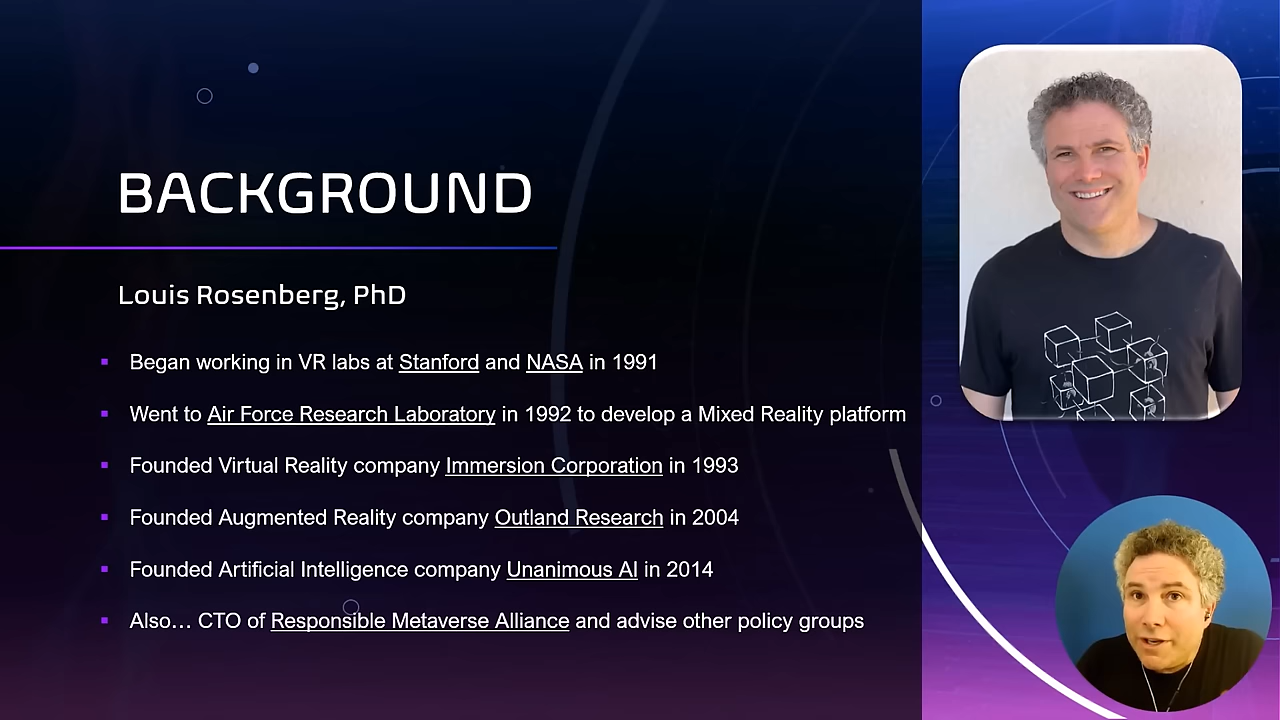 BACKGROUND
Louis Rosenberg, PhD
Began working in VR labs at Stanford and NASA in 1991
Went to Air Force Research Laboratory in 1992 to develop a Mixed Reality platform
Founded Virtual Reality company Immersion Corporation in 1993
Founded Augmented Reality company Outland Research in 2004
Founded Artificial Intelligence company Unanimous AI in 2014
Also… CTO of Responsible Metaverse Alliance and advise other policy groups